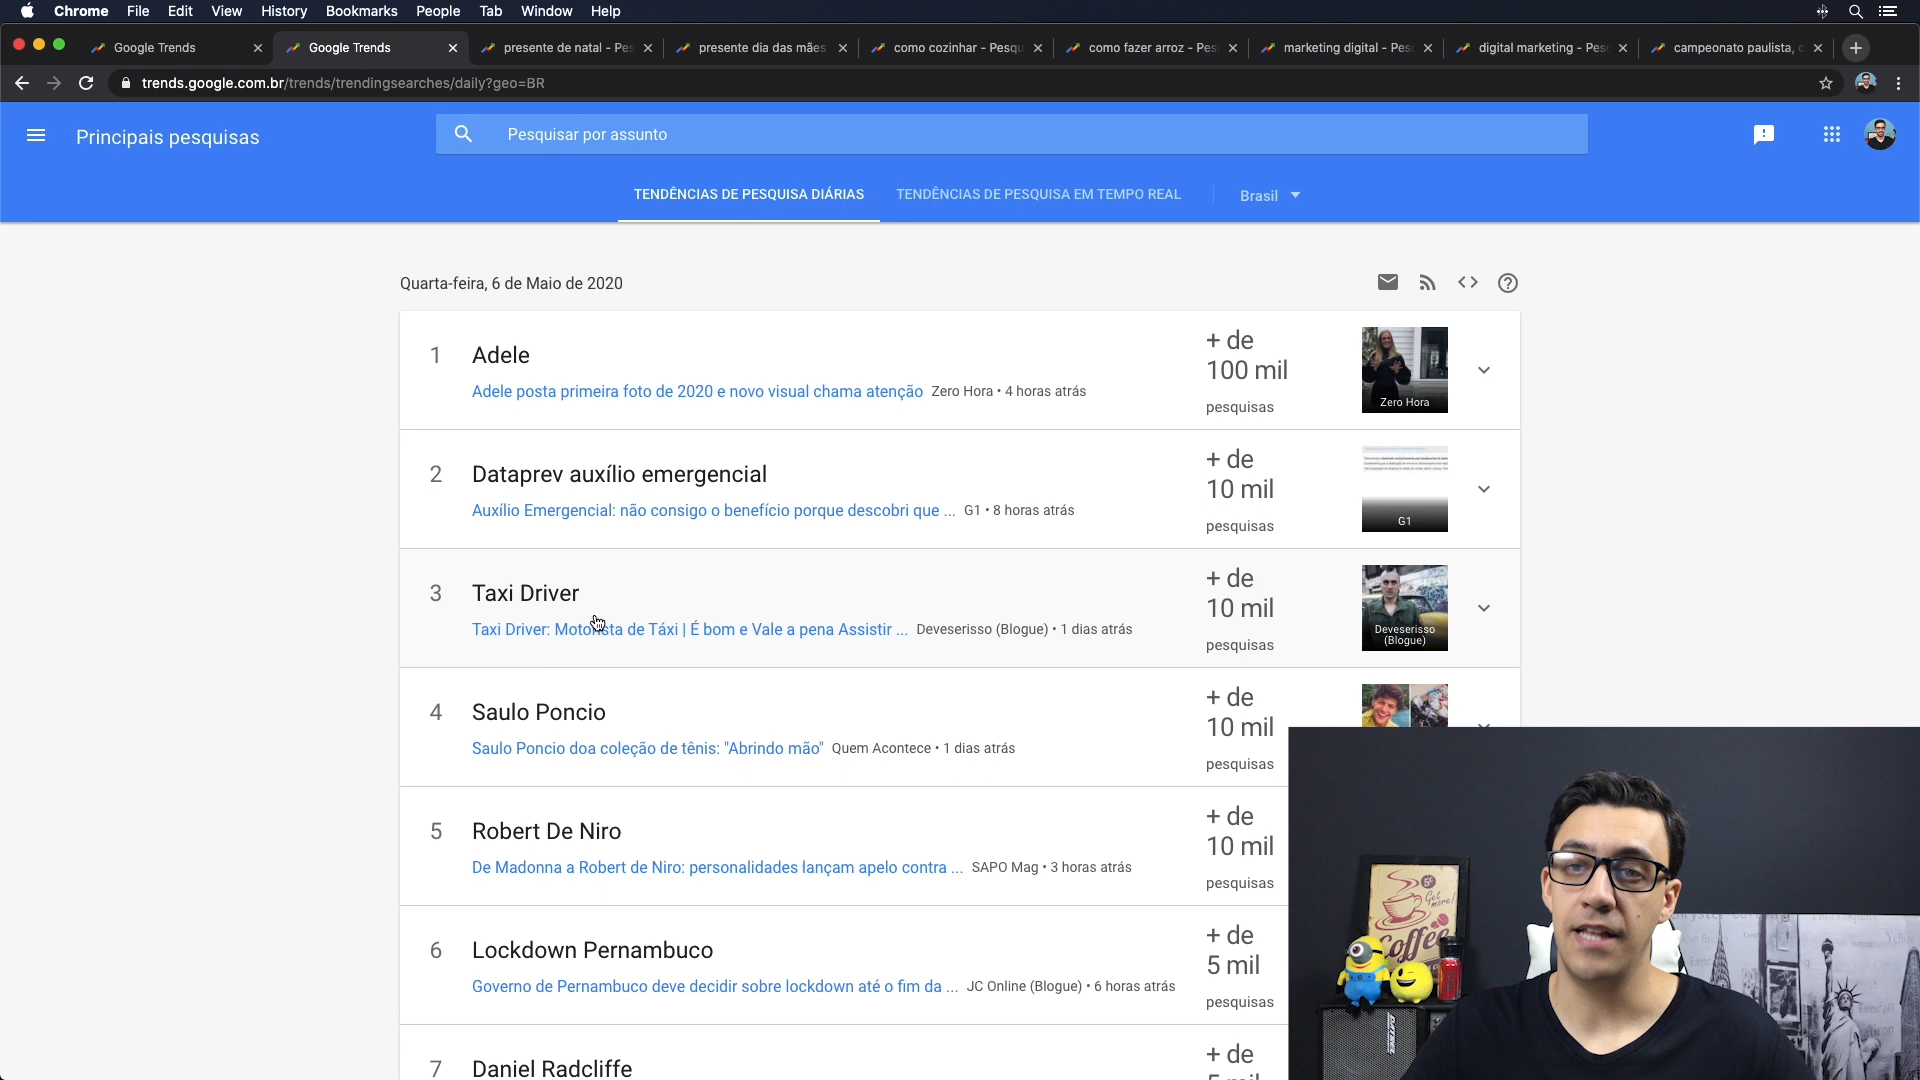 Chrome File Edit View History Bookmarks People Tab Window Help
Google Trends
Google Trends
presente de natal - Pes
presente dia das mães
como cozinhar - Pesqu
como fazer arroz - Pes
marketing digital - Pesc
digital marketing - Pesc
campeonato paulista, c
trends.google.com.br/trends/trendingsearches/daily?geo=BR
Principais pesquisas
Pesquisar por assunto
TENDÊNCIAS DE PESQUISA DIÁRIAS
TENDÊNCIAS DE PESQUISA EM TEMPO REAL
Brasil
Quarta-feira, 6 de Maio de 2020
1 Adele
Adele posta primeira foto de 2020 e novo visual chama atenção Zero Hora • 4 horas atrás
+ de
100 mil
pesquisas
Zero Hora
2 Dataprev auxílio emergencial
Auxílio Emergencial: não consigo o benefício porque descobri que ... G1 • 8 horas atrás
+ de
10 mil
pesquisas
G1
3 Taxi Driver
Taxi Driver: Motorista de Táxi | É bom e Vale a pena Assistir ... Deveserisso (Blogue) • 1 dias atrás
+ de
10 mil
pesquisas
Deveserisso
(Blogue)
4 Saulo Poncio
Saulo Poncio doa coleção de tênis: "Abrindo mão" Quem Acontece • 1 dias atrás
+ de
10 mil
pesquisas
5 Robert De Niro
De Madonna a Robert de Niro: personalidades lançam apelo contra ... SAPO Mag • 3 horas atrás
+ de
10 mil
pesquisas
6 Lockdown Pernambuco
Governo de Pernambuco deve decidir sobre lockdown até o fim da ... JC Online (Blogue) • 6 horas atrás
+ de
5 mil
pesquisas
7 Daniel Radcliffe
+ de
5 mil
5¢
Get
more!
Coffee